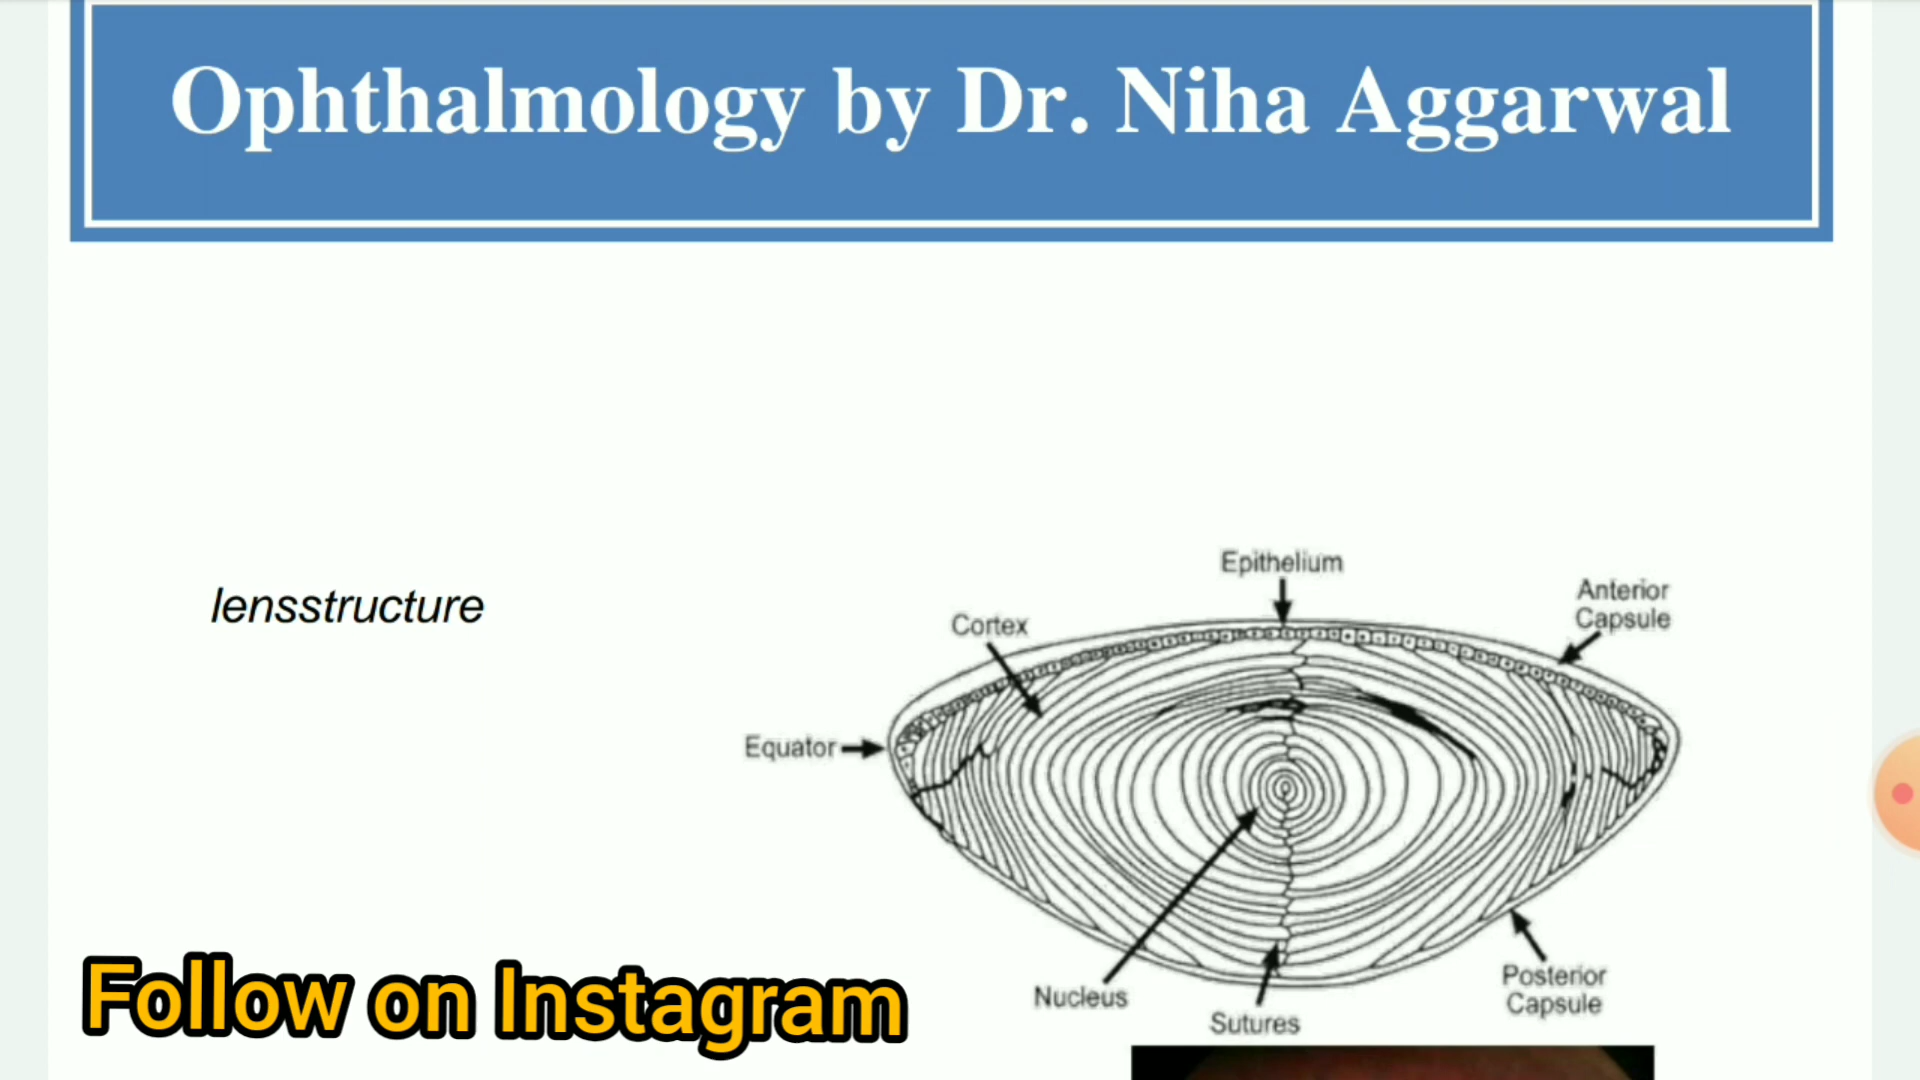 Ophthalmology by Dr. Niha Aggarwal
Epithelium
Anterior
Capsule
lensstructure
Cortex
Equator
Posterior
Capsule
Nucleus
Sutures
Follow on Instagram